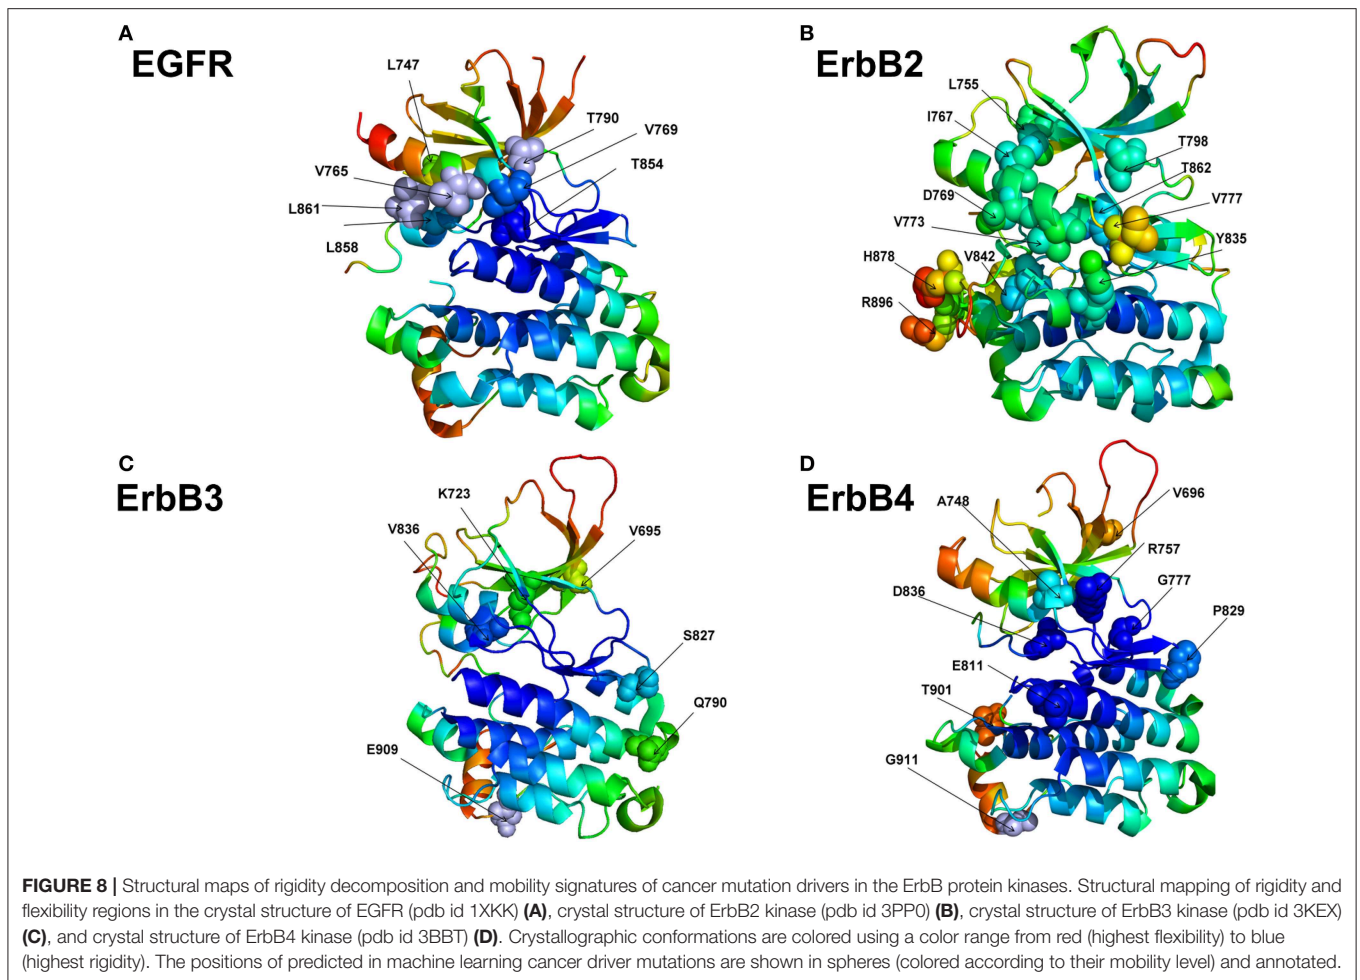 A
EGFR
L747
T790
V769
T854
V765
L861
L858
B
ErbB2
L755
I767
T798
T862
D769
V777
V773
Y835
H878
V842
R896
C
ErbB3
K723
V836
V695
S827
Q790
E909
D
ErbB4
A748
V696
R757
G777
D836
P829
E811
T901
G911
FIGURE 8 | Structural maps of rigidity decomposition and mobility signatures of cancer mutation drivers in the ErbB protein kinases. Structural mapping of rigidity and
flexibility regions in the crystal structure of EGFR (pdb id 1XKK) (A), crystal structure of ErbB2 kinase (pdb id 3PP0) (B), crystal structure of ErbB3 kinase (pdb id 3KEX)
(C), and crystal structure of ErbB4 kinase (pdb id 3BBT) (D). Crystallographic conformations are colored using a color range from red (highest flexibility) to blue
(highest rigidity). The positions of predicted in machine learning cancer driver mutations are shown in spheres (colored according to their mobility level) and annotated.